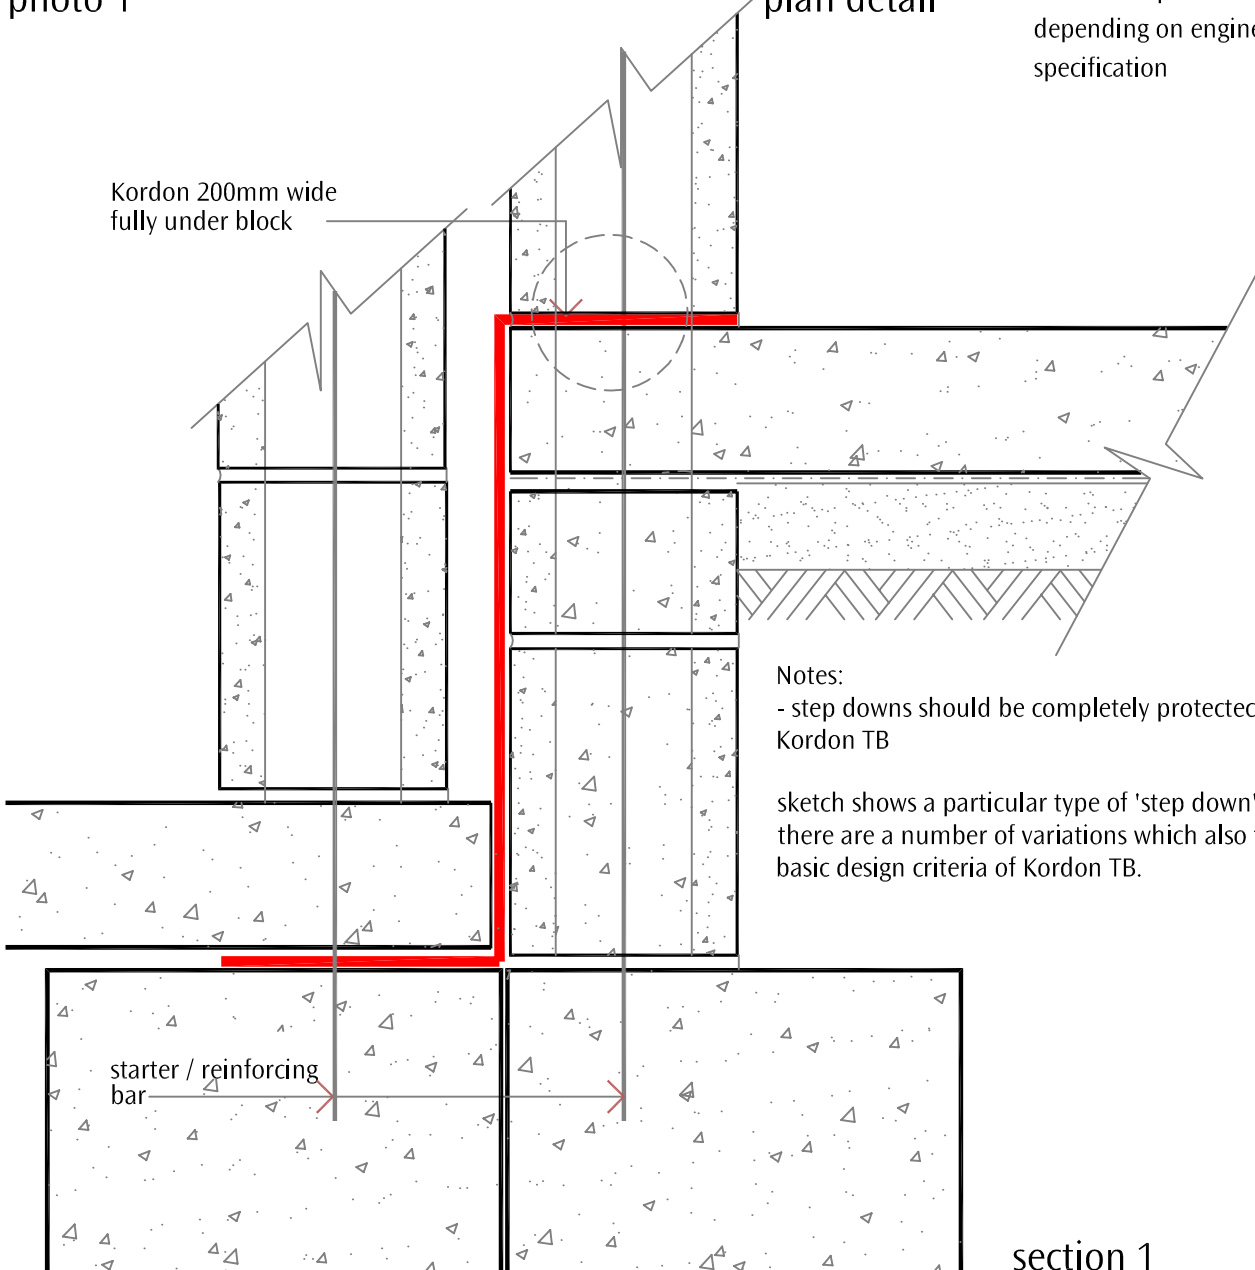 photo 1
plan detail
depending on engine
specification
Kordon 200mm wide
fully under block
Notes:
- step downs should be completely protected
Kordon TB
sketch shows a particular type of 'step down'
there are a number of variations which also
basic design criteria of Kordon TB.
starter / reinforcing
bar
section 1